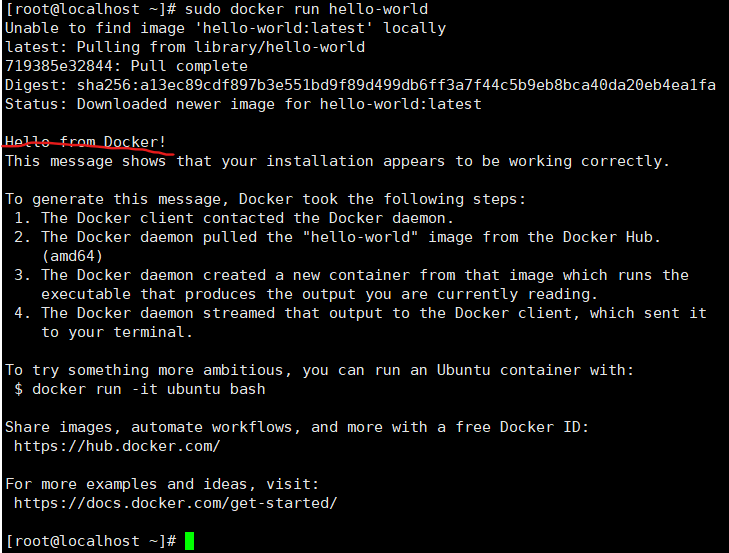 [root@localhost ~]# sudo docker run hello-world
Unable to find image 'hello-world:latest' locally
latest: Pulling from library/hello-world
719385e32844: Pull complete
Digest: sha256:a13ec89cdf897b3e551bd9f89d499db6ff3a7f44c5b9eb8bca40da20eb4ea1fa
Status: Downloaded newer image for hello-world:latest
Hello from Docker!
This message shows that your installation appears to be working correctly.
To generate this message, Docker took the following steps:
1. The Docker client contacted the Docker daemon.
2. The Docker daemon pulled the "hello-world" image from the Docker Hub.
(amd64)
3. The Docker daemon created a new container from that image which runs the
executable that produces the output you are currently reading.
4. The Docker daemon streamed that output to the Docker client, which sent it
to your terminal.
To try something more ambitious, you can run an Ubuntu container with:
$ docker run -it ubuntu bash
Share images, automate workflows, and more with a free Docker ID:
https://hub.docker.com/
For more examples and ideas, visit:
https://docs.docker.com/get-started/
[root@localhost ~]#